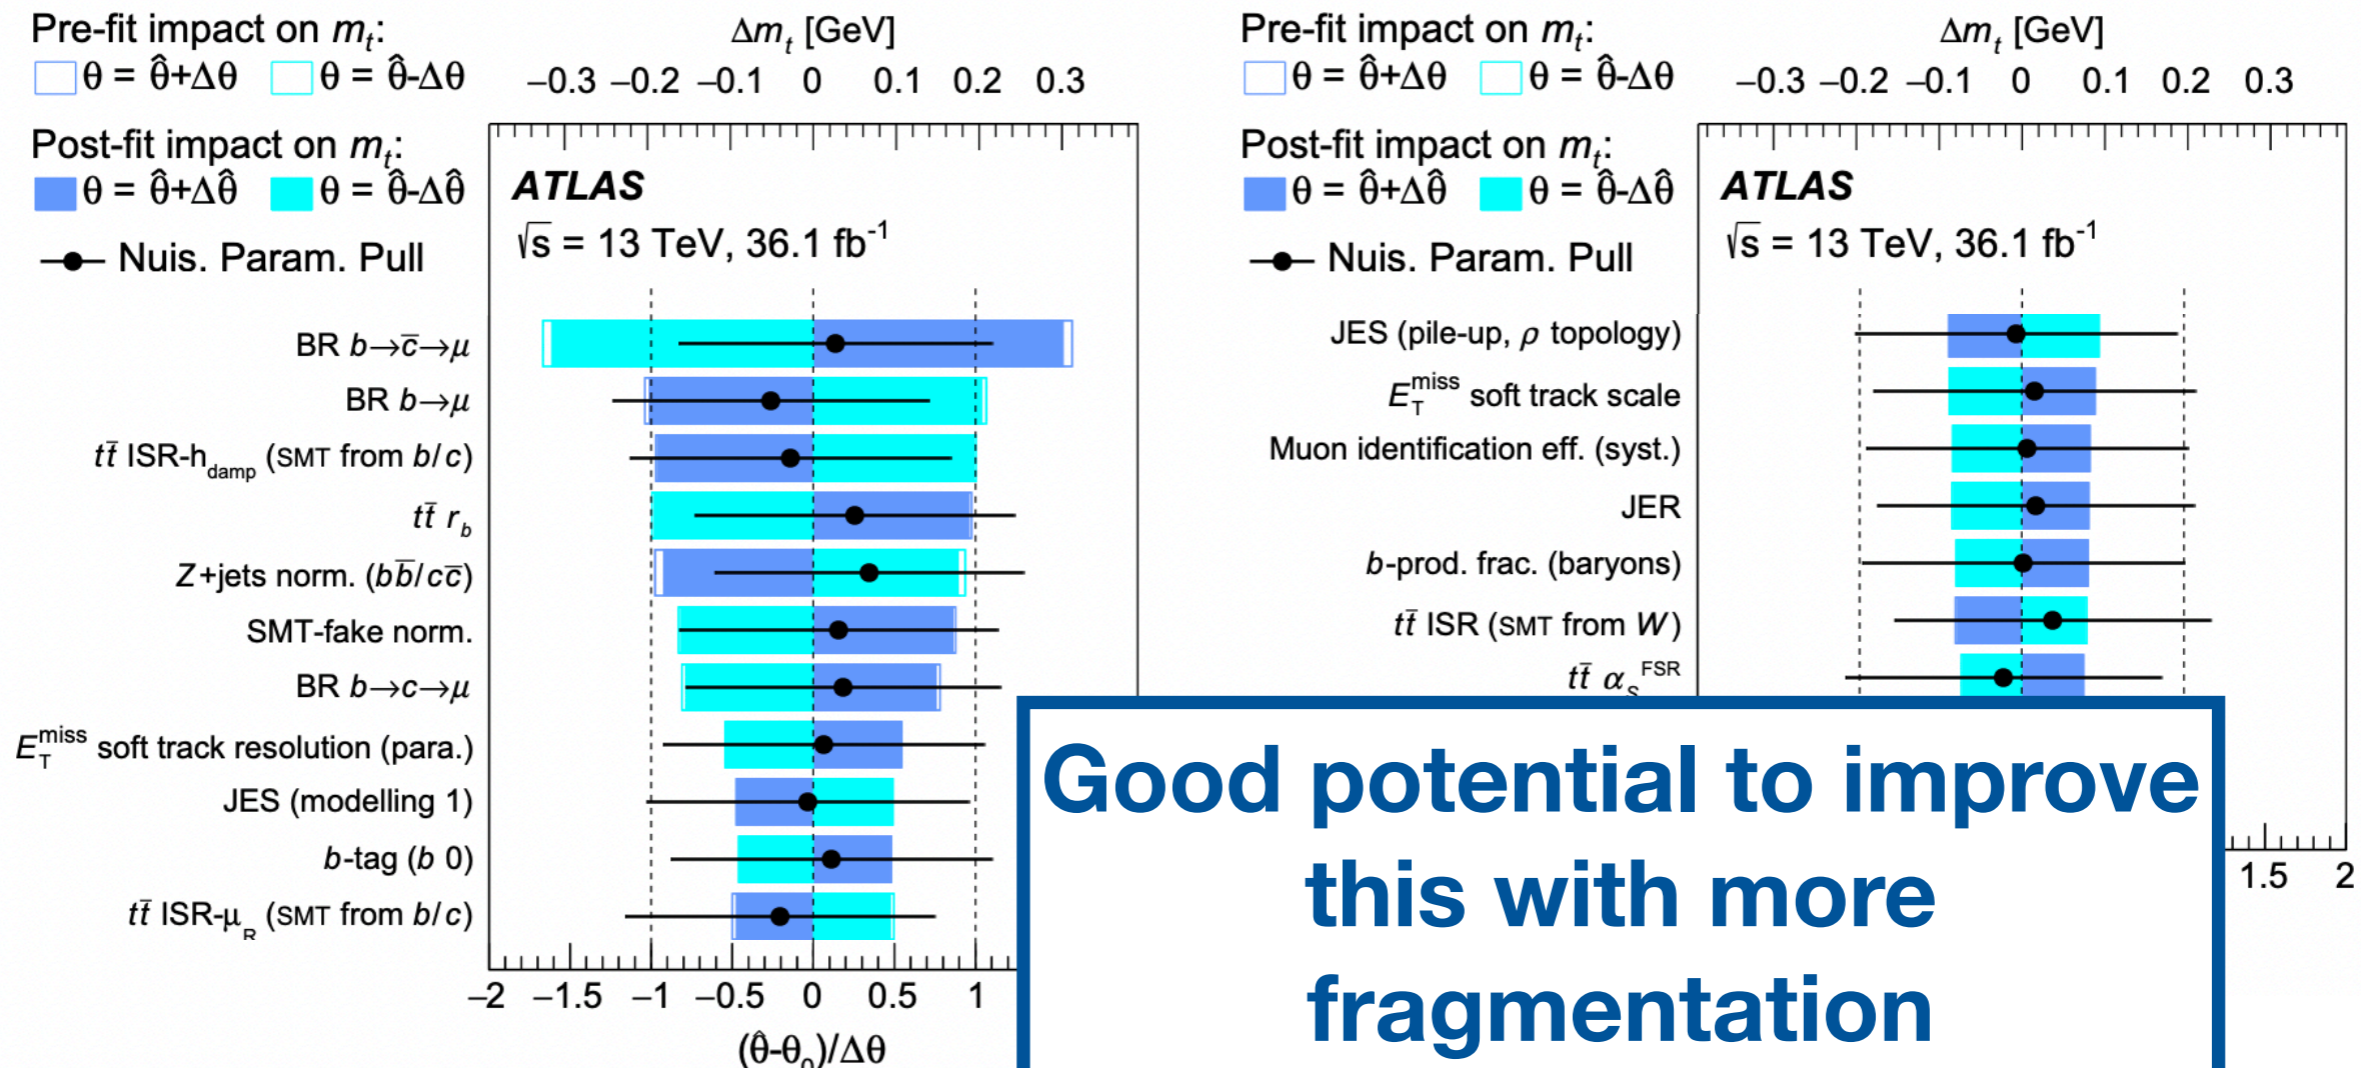 Pre-fit impact on mₜ:
θ = θ̂+Δθ θ = θ̂-Δθ
Post-fit impact on mₜ:
θ = θ̂+Δθ̂ θ = θ̂-Δθ̂
Nuis. Param. Pull
Δmₜ [GeV]
−0.3 −0.2 −0.1 0 0.1 0.2 0.3
ATLAS
√s = 13 TeV, 36.1 fb⁻¹
BR b→c̄→μ
BR b→μ
tt̄ ISR-h_damp (SMT from b/c)
tt̄ r_b
Z+jets norm. (bb̄/cc̄)
SMT-fake norm.
BR b→c→μ
E_T^miss soft track resolution (para.)
JES (modelling 1)
b-tag (b 0)
tt̄ ISR-μ_R (SMT from b/c)
−2 −1.5 −1 −0.5 0 0.5 1
(θ̂-θ₀)/Δθ
Pre-fit impact on mₜ:
θ = θ̂+Δθ θ = θ̂-Δθ
Post-fit impact on mₜ:
θ = θ̂+Δθ̂ θ = θ̂-Δθ̂
Nuis. Param. Pull
Δmₜ [GeV]
−0.3 −0.2 −0.1 0 0.1 0.2 0.3
ATLAS
√s = 13 TeV, 36.1 fb⁻¹
JES (pile-up, ρ topology)
E_T^miss soft track scale
Muon identification eff. (syst.)
JER
b-prod. frac. (baryons)
tt̄ ISR (SMT from W)
tt̄ α_S^FSR
1.5 2
Good potential to improve
this with more
fragmentation